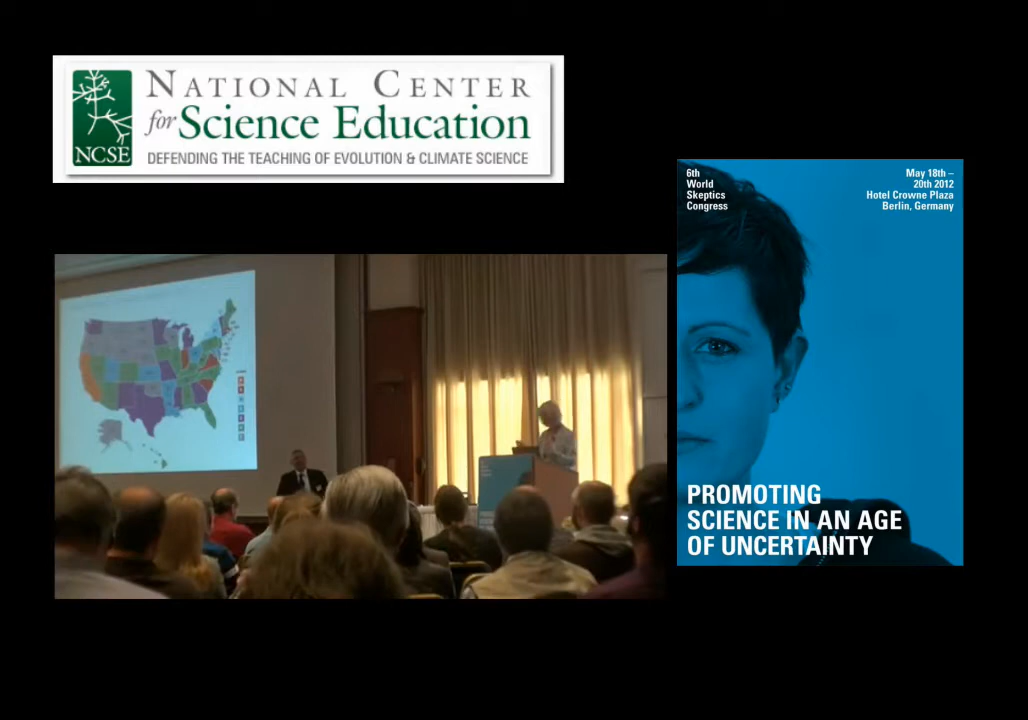 NATIONAL CENTER
for Science Education
NCSE
DEFENDING THE TEACHING OF EVOLUTION & CLIMATE SCIENCE
6th
World
Skeptics
Congress
May 18th –
20th 2012
Hotel Crowne Plaza
Berlin, Germany
PROMOTING
SCIENCE IN AN AGE
OF UNCERTAINTY